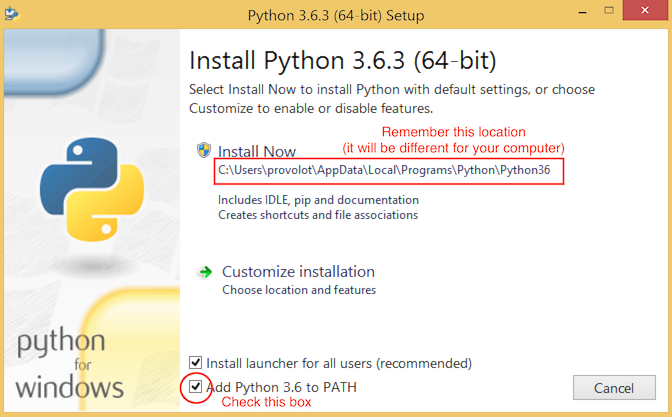 Python 3.6.3 (64-bit) Setup
Install Python 3.6.3 (64-bit)
Select Install Now to install Python with default settings, or choose
Customize to enable or disable features.
Remember this location
(it will be different for your computer)
Install Now
C:\Users\provolot\AppData\Local\Programs\Python\Python36
Includes IDLE, pip and documentation
Creates shortcuts and file associations
Customize installation
Choose location and features
python
for
windows
Install launcher for all users (recommended)
Add Python 3.6 to PATH
Check this box
Cancel